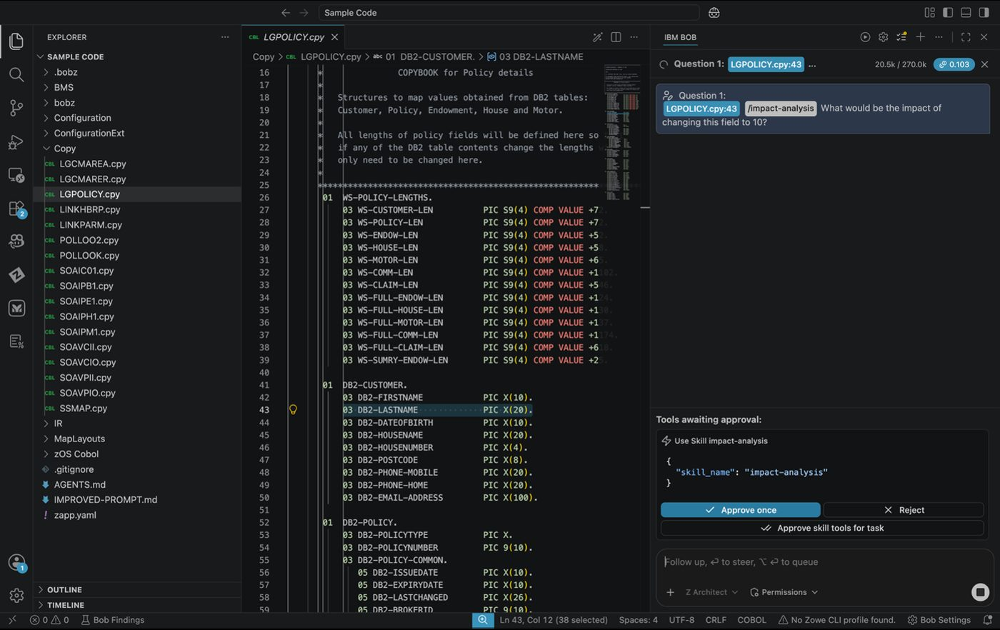 Sample Code
EXPLORER
SAMPLE CODE
.bobz
BMS
bobz
Configuration
ConfigurationExt
Copy
CBL LGCMAREA.cpy
CBL LGCMARER.cpy
CBL LGPOLICY.cpy
CBL LINKHBRP.cpy
CBL LINKPARM.cpy
CBL POLLOO2.cpy
CBL POLLOOK.cpy
CBL SOAIC01.cpy
CBL SOAIPB1.cpy
CBL SOAIPE1.cpy
CBL SOAIPH1.cpy
CBL SOAIPM1.cpy
CBL SOAVCII.cpy
CBL SOAVCIO.cpy
CBL SOAVPII.cpy
CBL SOAVPIO.cpy
CBL SSMAP.cpy
IR
MapLayouts
zOS Cobol
.gitignore
AGENTS.md
IMPROVED-PROMPT.md
! zapp.yaml
OUTLINE
TIMELINE
2
1
CBL LGPOLICY.cpy
Copy > CBL LGPOLICY.cpy > abc 01 DB2-CUSTOMER. > 03 DB2-LASTNAME
16 * COPYBOOK for Policy details
17 *
18 * Structures to map values obtained from DB2 tables:
19 * Customer, Policy, Endowment, House and Motor.
20 *
21 * All lengths of policy fields will be defined here so
22 * if any of the DB2 table contents change the lengths
23 * only need to be changed here.
24 *
25 ********************************************************
26 01 WS-POLICY-LENGTHS.
27 03 WS-CUSTOMER-LEN PIC S9(4) COMP VALUE +72.
28 03 WS-POLICY-LEN PIC S9(4) COMP VALUE +72.
29 03 WS-ENDOW-LEN PIC S9(4) COMP VALUE +52.
30 03 WS-HOUSE-LEN PIC S9(4) COMP VALUE +58.
31 03 WS-MOTOR-LEN PIC S9(4) COMP VALUE +65.
32 03 WS-COMM-LEN PIC S9(4) COMP VALUE +1102.
33 03 WS-CLAIM-LEN PIC S9(4) COMP VALUE +546.
34 03 WS-FULL-ENDOW-LEN PIC S9(4) COMP VALUE +124.
35 03 WS-FULL-HOUSE-LEN PIC S9(4) COMP VALUE +130.
36 03 WS-FULL-MOTOR-LEN PIC S9(4) COMP VALUE +137.
37 03 WS-FULL-COMM-LEN PIC S9(4) COMP VALUE +1174.
38 03 WS-FULL-CLAIM-LEN PIC S9(4) COMP VALUE +618.
39 03 WS-SUMRY-ENDOW-LEN PIC S9(4) COMP VALUE +25.
40
41 01 DB2-CUSTOMER.
42 03 DB2-FIRSTNAME PIC X(10).
43 03 DB2-LASTNAME PIC X(20).
44 03 DB2-DATEOFBIRTH PIC X(10).
45 03 DB2-HOUSENAME PIC X(20).
46 03 DB2-HOUSENUMBER PIC X(4).
47 03 DB2-POSTCODE PIC X(8).
48 03 DB2-PHONE-MOBILE PIC X(20).
49 03 DB2-PHONE-HOME PIC X(20).
50 03 DB2-EMAIL-ADDRESS PIC X(100).
51
52 01 DB2-POLICY.
53 03 DB2-POLICYTYPE PIC X.
54 03 DB2-POLICYNUMBER PIC 9(10).
55 03 DB2-POLICY-COMMON.
56 05 DB2-ISSUEDATE PIC X(10).
57 05 DB2-EXPIRYDATE PIC X(10).
58 05 DB2-LASTCHANGED PIC X(26).
59 05 DB2-BROKERID PIC 9(10).
IBM BOB
Question 1: LGPOLICY.cpy:43 ... 20.5k / 270.0k 0.103
Question 1:
LGPOLICY.cpy:43 /impact-analysis What would be the impact of
changing this field to 10?
Tools awaiting approval:
Use Skill impact-analysis
{
"skill_name": "impact-analysis"
}
Approve once
Reject
Approve skill tools for task
Follow up, ⏎ to steer, ⌥ ⏎ to queue
Z Architect
Permissions
0 0 Bob Findings
Ln 43, Col 12 (38 selected) Spaces: 4 UTF-8 CRLF COBOL No Zowe CLI profile found. Bob Settings